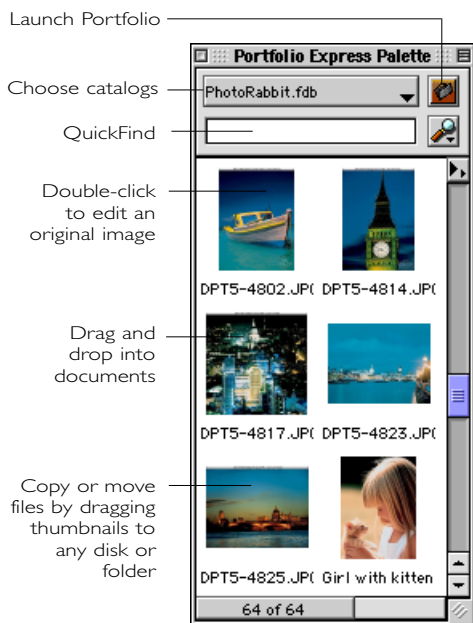 Launch Portfolio
Portfolio Express Palette
Choose catalogs
PhotoRabbit.fdb
QuickFind
Double-click
to edit an
original image
DPT5-4802.JP( DPT5-4814.JP(
Drag and
drop into
documents
DPT5-4817.JP( DPT5-4823.JP(
Copy or move
files by dragging
thumbnails to
any disk or
folder
DPT5-4825.JP( Girl with kitten
64 of 64